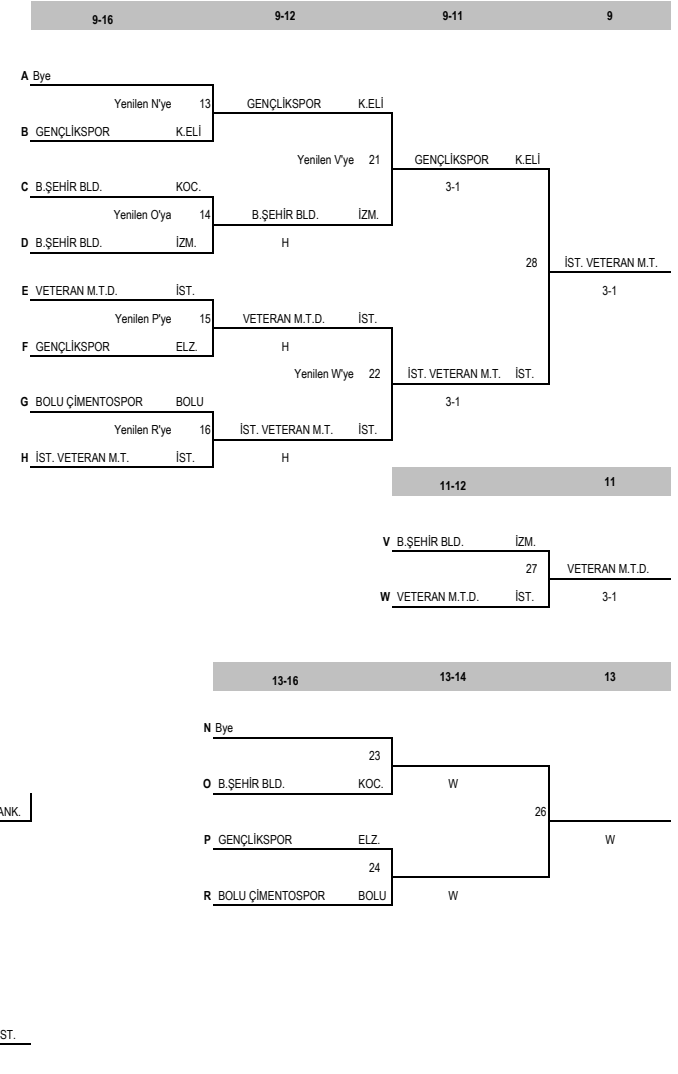 9-16 9-12 9-11 9
A Bye
Yenilen N'ye 13 GENÇLİKSPOR K.ELİ
B GENÇLİKSPOR K.ELİ
Yenilen V'ye 21 GENÇLİKSPOR K.ELİ
C B.ŞEHİR BLD. KOC. 3-1
Yenilen O'ya 14 B.ŞEHİR BLD. İZM.
D B.ŞEHİR BLD. İZM. H
28 İST. VETERAN M.T.
E VETERAN M.T.D. İST. 3-1
Yenilen P'ye 15 VETERAN M.T.D. İST.
F GENÇLİKSPOR ELZ. H
Yenilen W'ye 22 İST. VETERAN M.T. İST.
G BOLU ÇİMENTOSPOR BOLU 3-1
Yenilen R'ye 16 İST. VETERAN M.T. İST.
H İST. VETERAN M.T. İST. H
11-12 11
V B.ŞEHİR BLD. İZM.
27 VETERAN M.T.D.
W VETERAN M.T.D. İST. 3-1
13-16 13-14 13
N Bye
23
O B.ŞEHİR BLD. KOC. W
ANK. 26
P GENÇLİKSPOR ELZ. W
24
R BOLU ÇİMENTOSPOR BOLU W
ST.